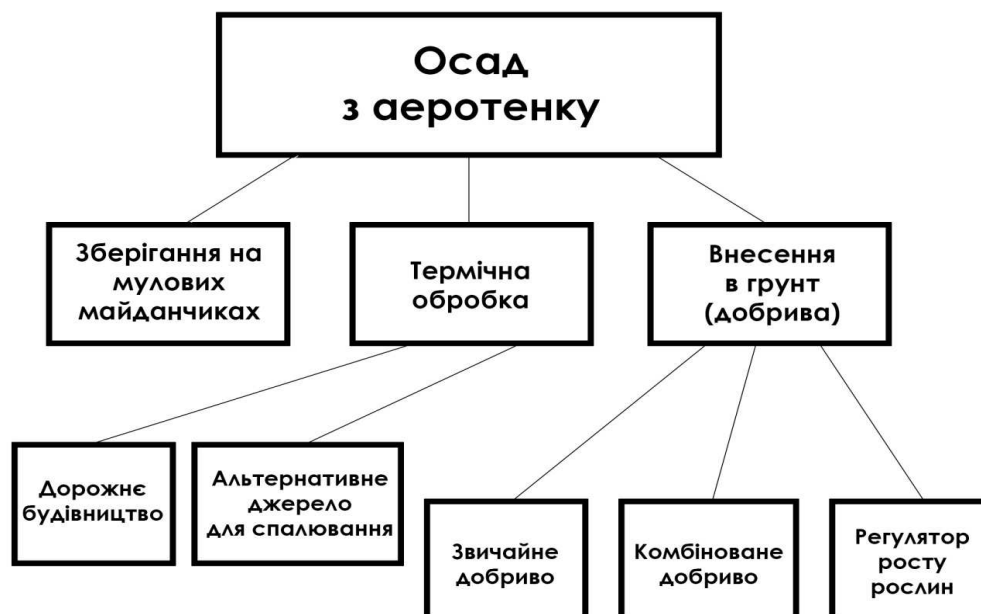 Осад
з аеротенку
Зберігання на
мулових
майданчиках
Термічна
обробка
Внесення
в грунт
(добрива)
Дорожнє
будівництво
Альтернативне
джерело
для спалювання
Звичайне
добриво
Комбіноване
добриво
Регулятор
росту
рослин